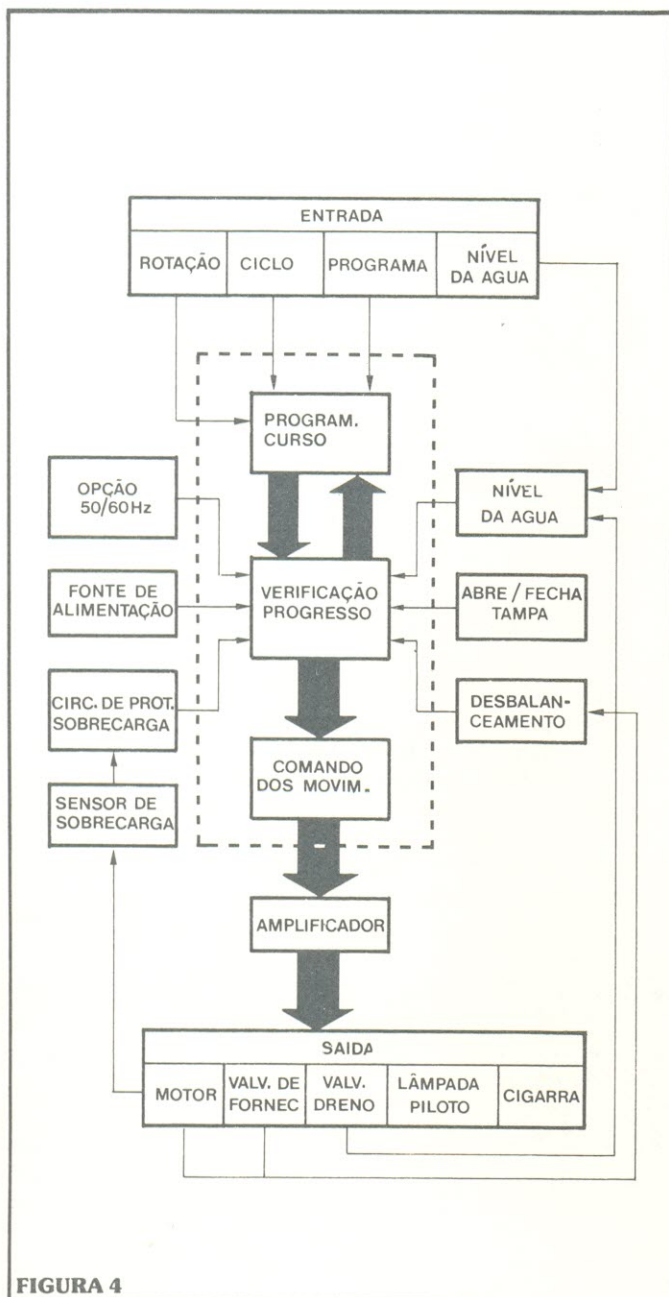 ENTRADA
ROTAÇÃO
CICLO
PROGRAMA
NÍVEL
DA AGUA
PROGRAM.
CURSO
OPÇÃO
50/60Hz
NÍVEL
DA AGUA
FONTE DE
ALIMENTAÇÃO
VERIFICAÇÃO
PROGRESSO
ABRE / FECHA
TAMPA
CIRC. DE PROT.
SOBRECARGA
DESBALAN-
CEAMENTO
SENSOR DE
SOBRECARGA
COMANDO
DOS MOVIM.
AMPLIFICADOR
SAIDA
MOTOR
VALV. DE
FORNEC
VALV.
DRENO
LÂMPADA
PILOTO
CIGARRA
FIGURA 4